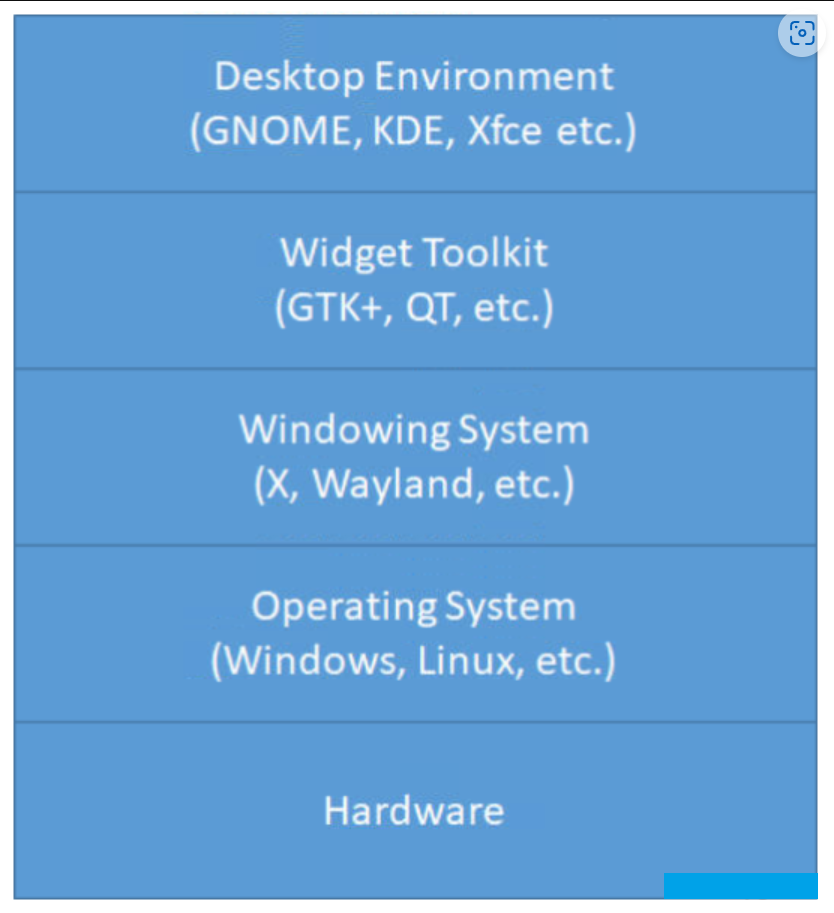 Desktop Environment
(GNOME, KDE, Xfce etc.)
Widget Toolkit
(GTK+, QT, etc.)
Windowing System
(X, Wayland, etc.)
Operating System
(Windows, Linux, etc.)
Hardware